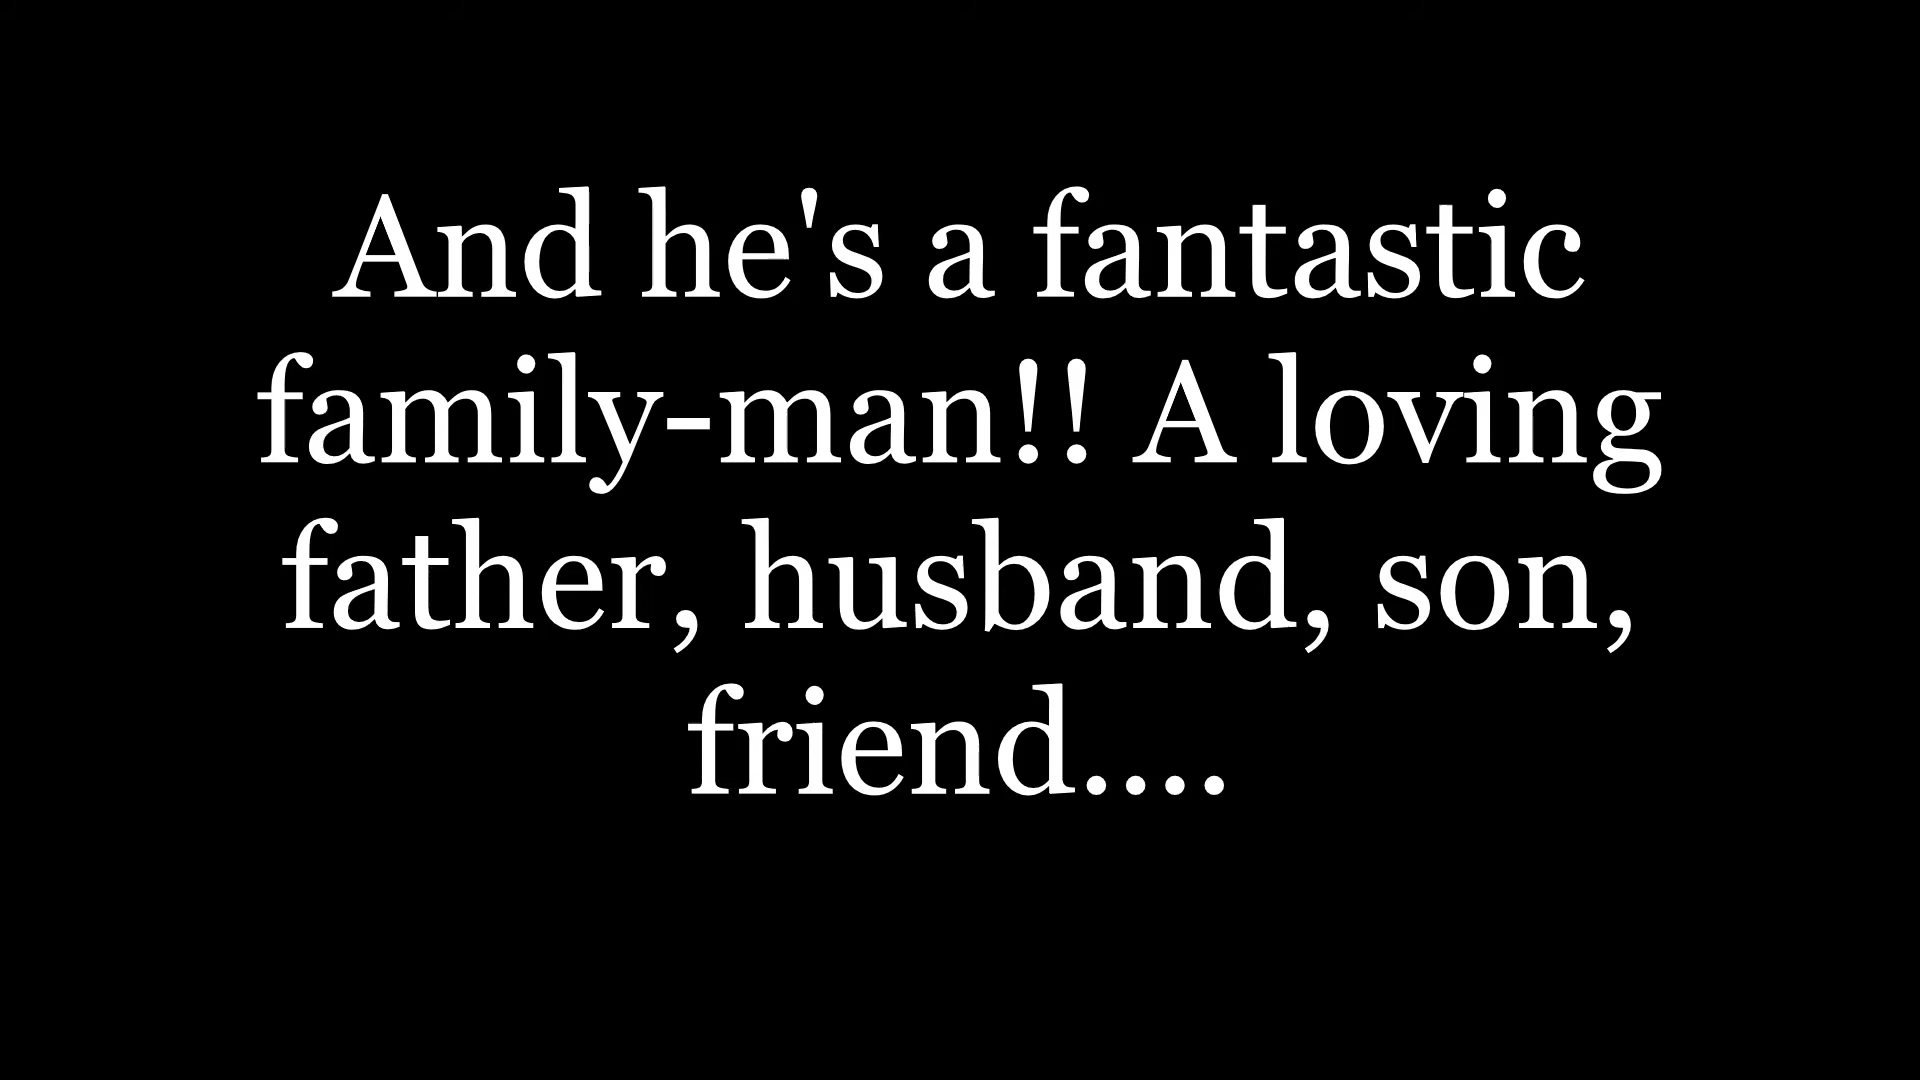 And he's a fantastic
family-man!! A loving
father, husband, son,
friend....